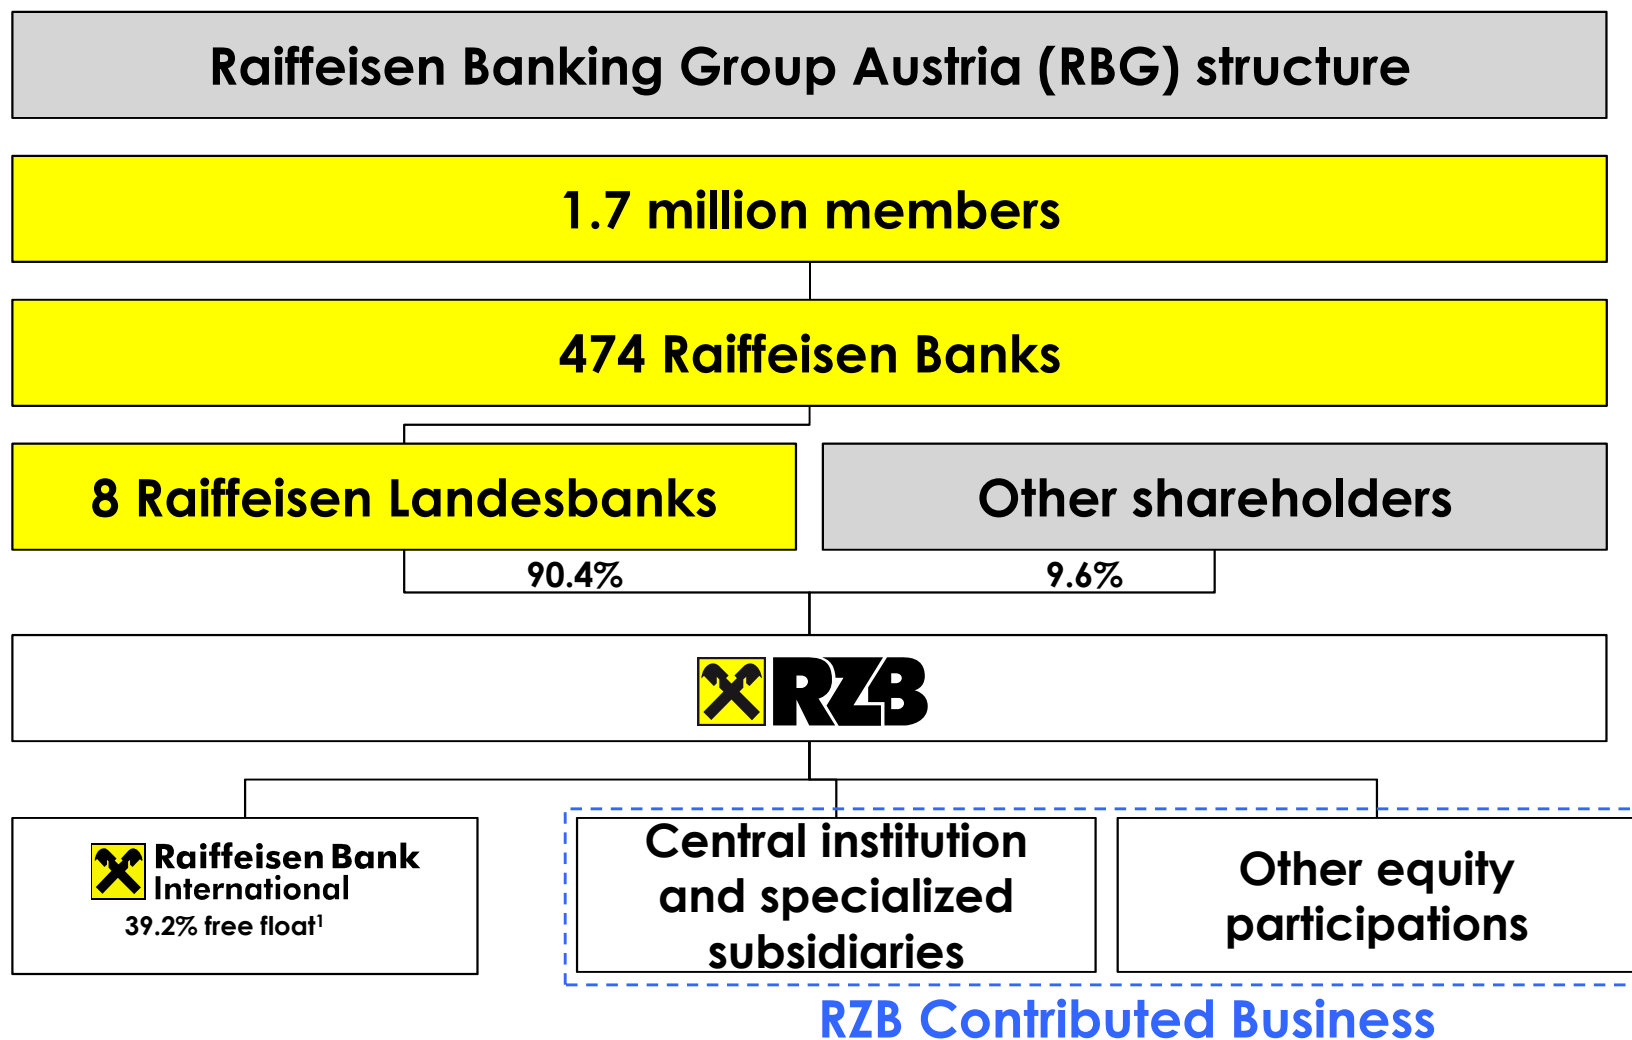 Raiffeisen Banking Group Austria (RBG) structure
1.7 million members
474 Raiffeisen Banks
8 Raiffeisen Landesbanks
Other shareholders
90.4%
9.6%
RZB
Raiffeisen Bank
International
39.2% free float¹
Central institution
and specialized
subsidiaries
Other equity
participations
RZB Contributed Business